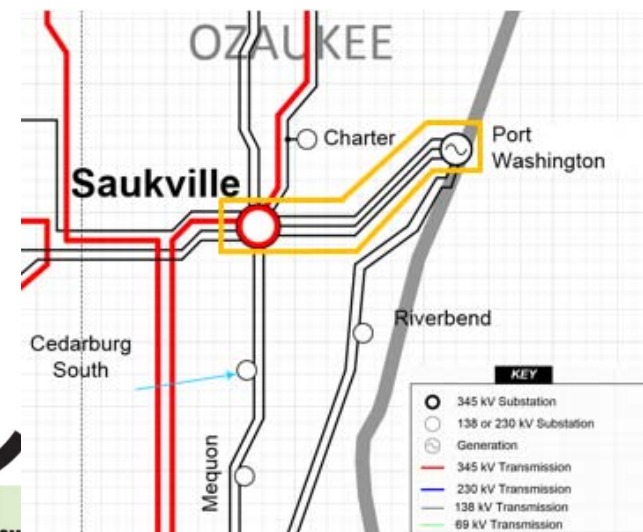 OZAUKEE
Charter
Port
Washington
Saukville
Riverbend
Cedarburg
South
Mequon
KEY
345 kV Substation
138 or 230 kV Substation
Generation
345 kV Transmission
230 kV Transmission
138 kV Transmission
69 kV Transmission